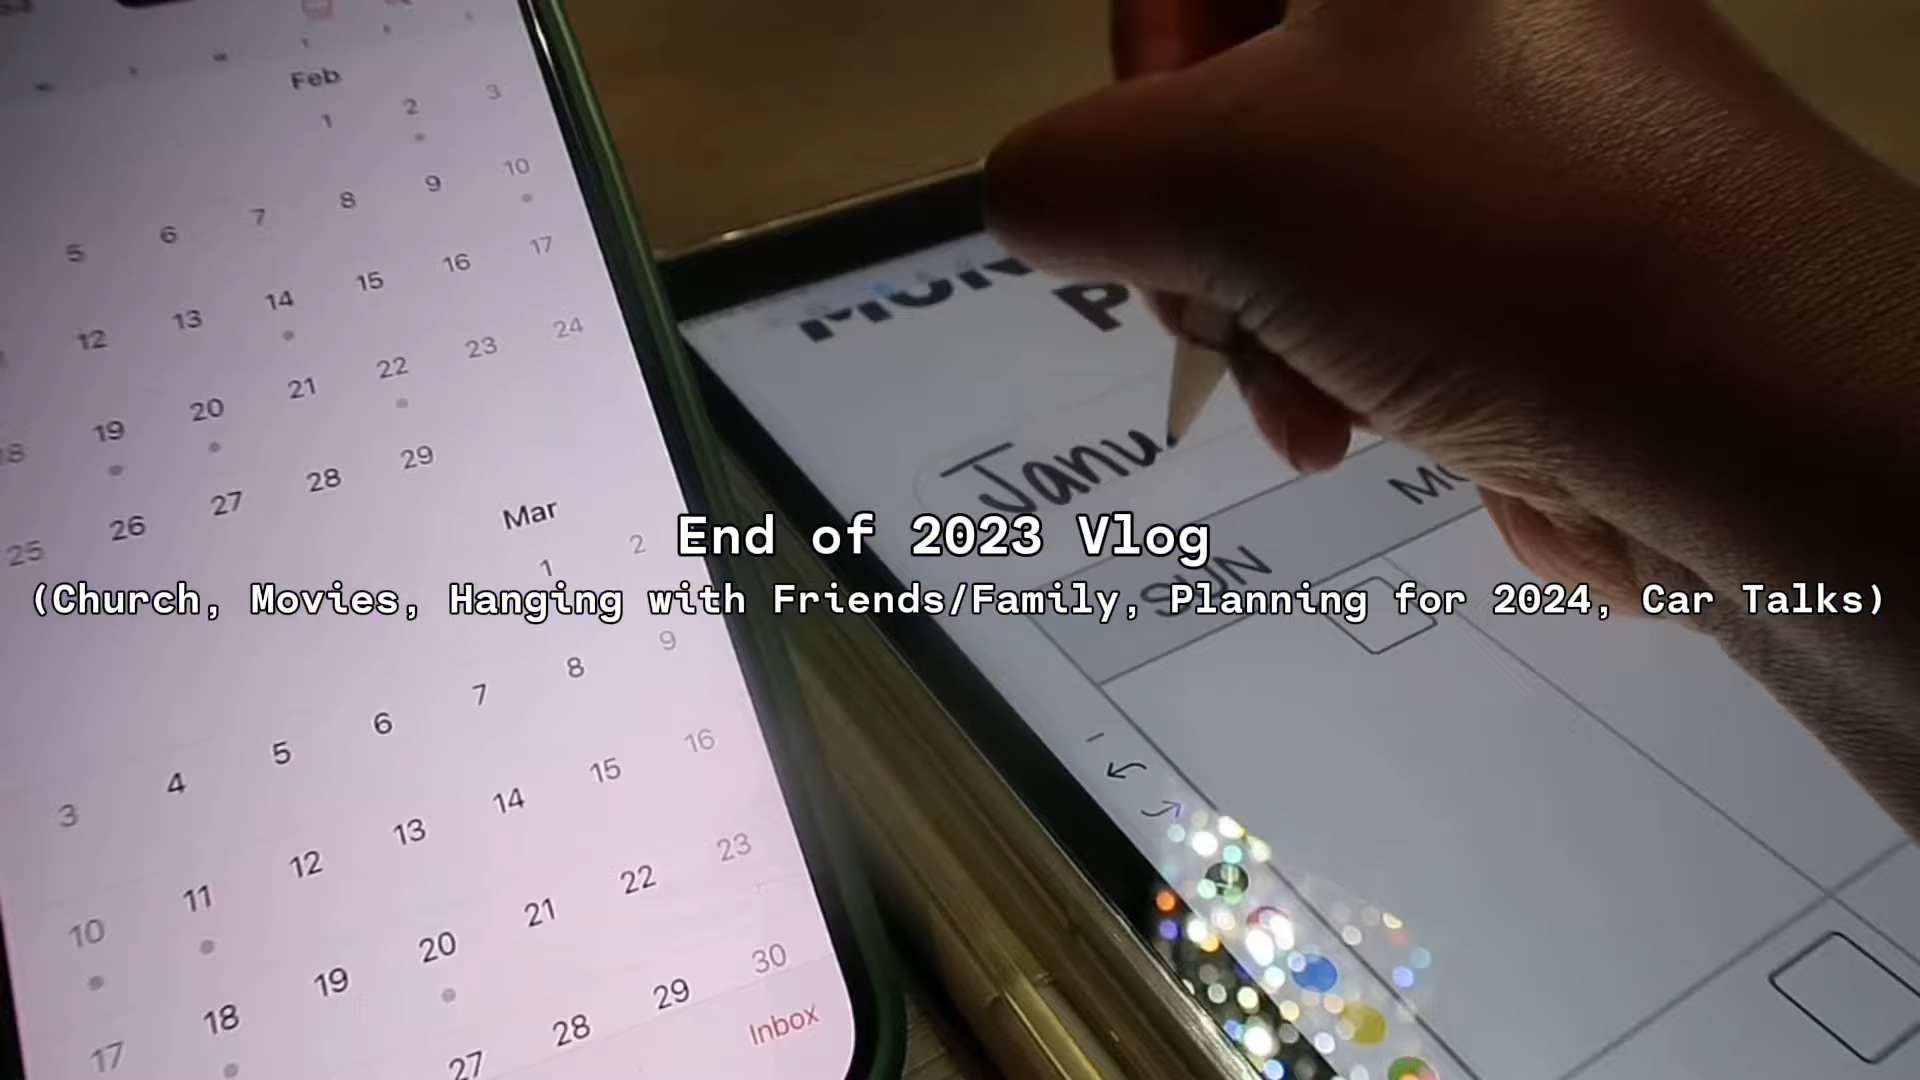 Feb
1 2 3
5 6 7 8 9 10
12 13 14 15 16 17
18 19 20 21 22 23 24
25 26 27 28 29
Mar
1 2
3 4 5 6 7 8 9
10 11 12 13 14 15 16
17 18 19 20 21 22 23
27 28 29 30
Inbox
Janu
SUN
End of 2023 Vlog
(Church, Movies, Hanging with Friends/Family, Planning for 2024, Car Talks)